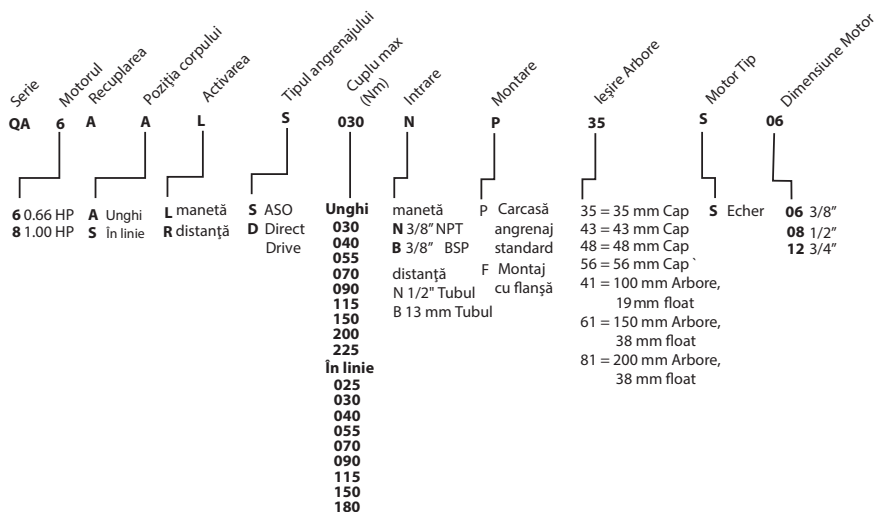 Serie
Motorul
Recuplarea
Poziția corpului
Activarea
Tipul angrenajului
Cuplu max
(Nm)
Intrare
Montare
Ieșire Arbore
Motor Tip
Dimensiune Motor
QA 6 A A L S 030 N P 35 S 06
6 0.66 HP
8 1.00 HP
A Unghi
S În linie
L manetă
R distanţă
S ASO
D Direct
Drive
Unghi
030
040
055
070
090
115
150
200
225
În linie
025
030
040
055
070
090
115
150
180
manetă
N 3/8” NPT
B 3/8” BSP
distanţă
N 1/2" Tubul
B 13 mm Tubul
P Carcasă
angrenaj
standard
F Montaj
cu flanşă
35 = 35 mm Cap
43 = 43 mm Cap
48 = 48 mm Cap
56 = 56 mm Cap `
41 = 100 mm Arbore,
19 mm float
61 = 150 mm Arbore,
38 mm float
81 = 200 mm Arbore,
38 mm float
S Echer
06 3/8”
08 1/2”
12 3/4”